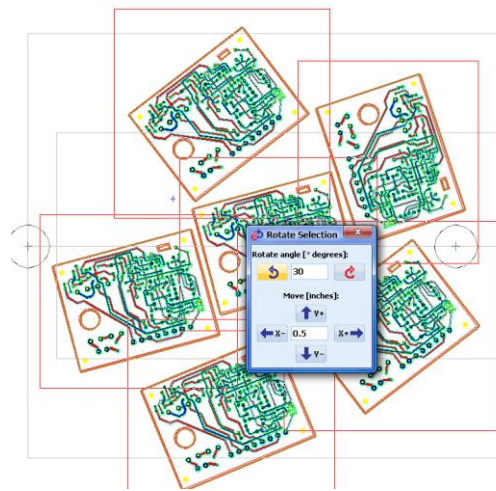 Rotate Selection
Rotate angle [° degrees]:
30
Move [inches]:
Y+
X- 0.5 X+
Y-